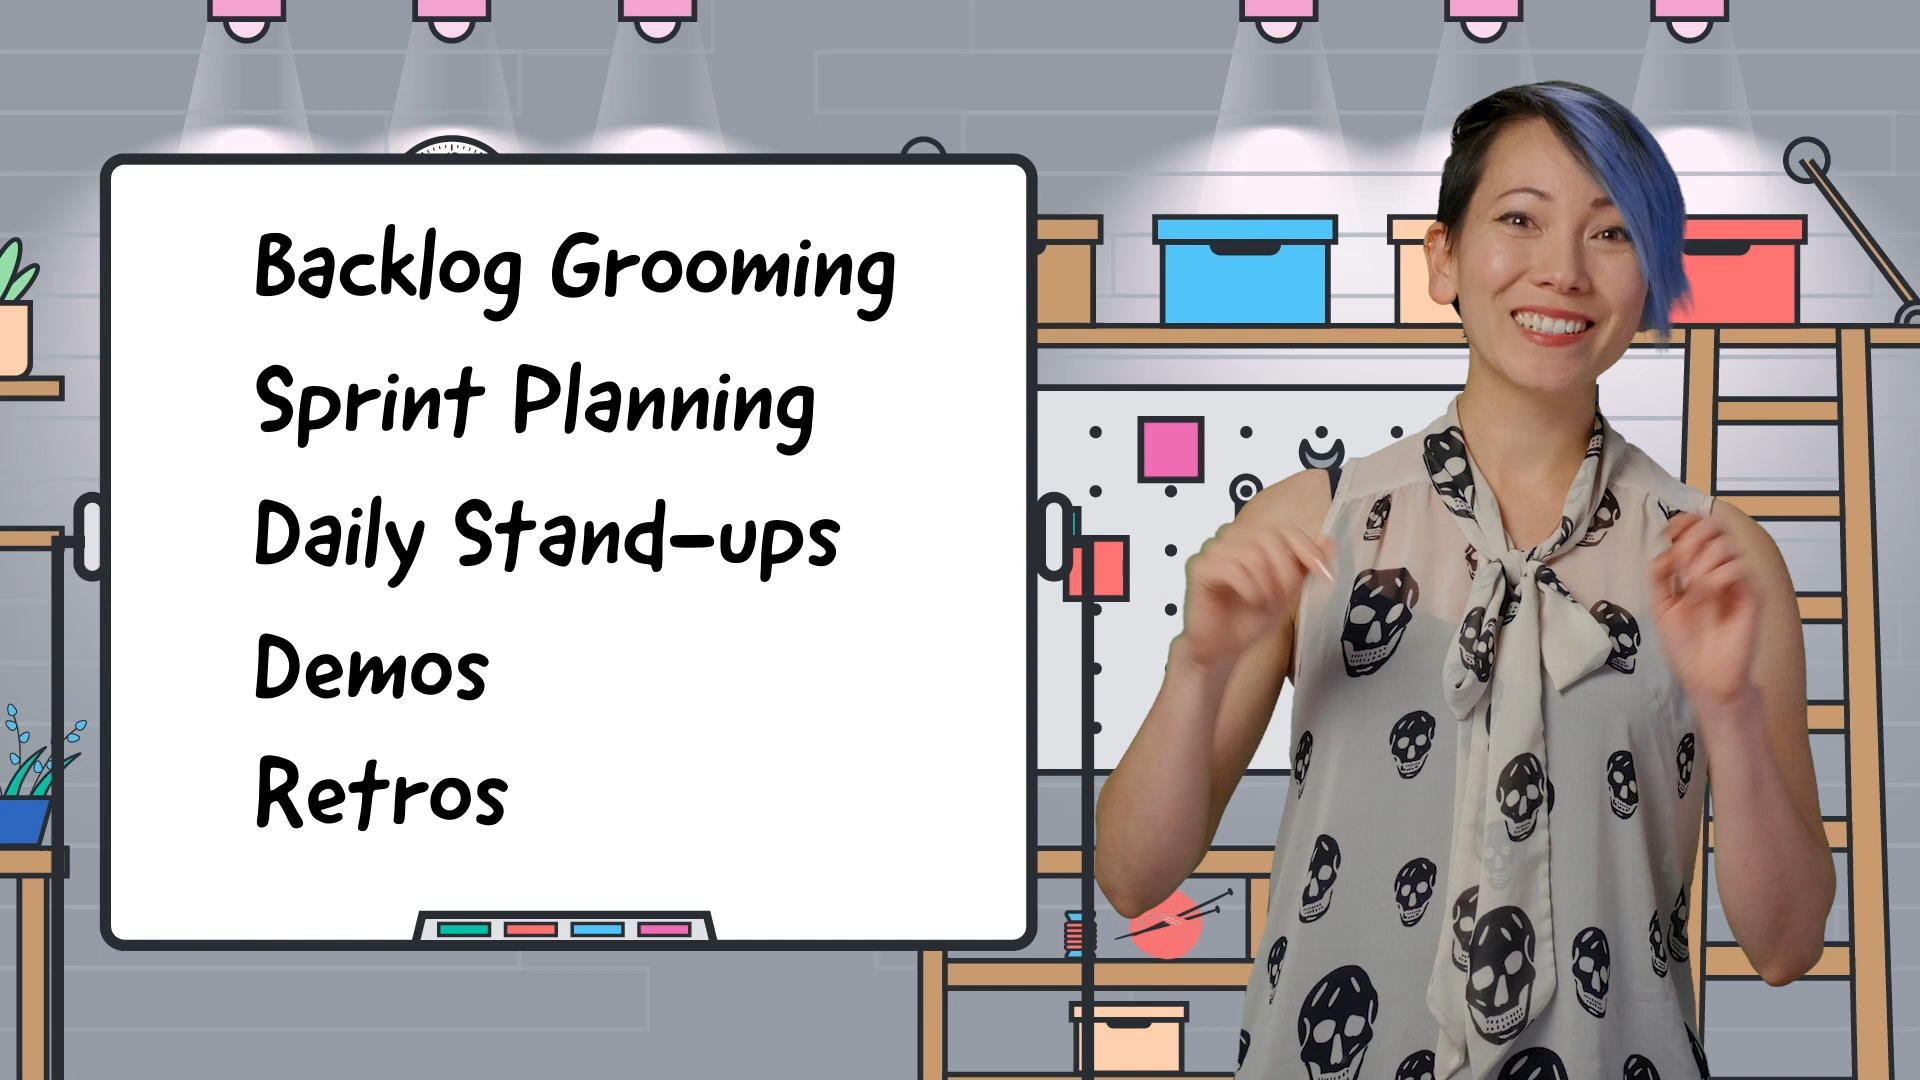 Backlog Grooming
Sprint Planning
Daily Stand-ups
Demos
Retros